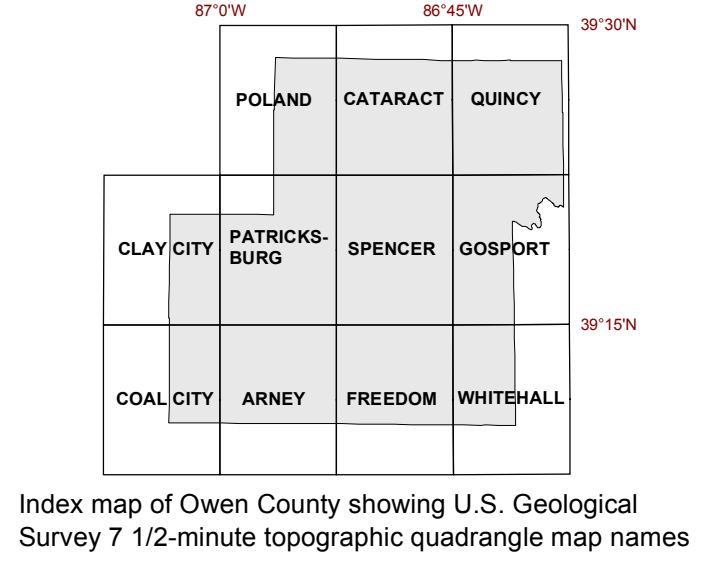 87°0'W 86°45'W
39°30'N
POLAND CATARACT QUINCY
CLAY CITY PATRICKS-
BURG SPENCER GOSPORT
39°15'N
COAL CITY ARNEY FREEDOM WHITEHALL
Index map of Owen County showing U.S. Geological
Survey 7 1/2-minute topographic quadrangle map names